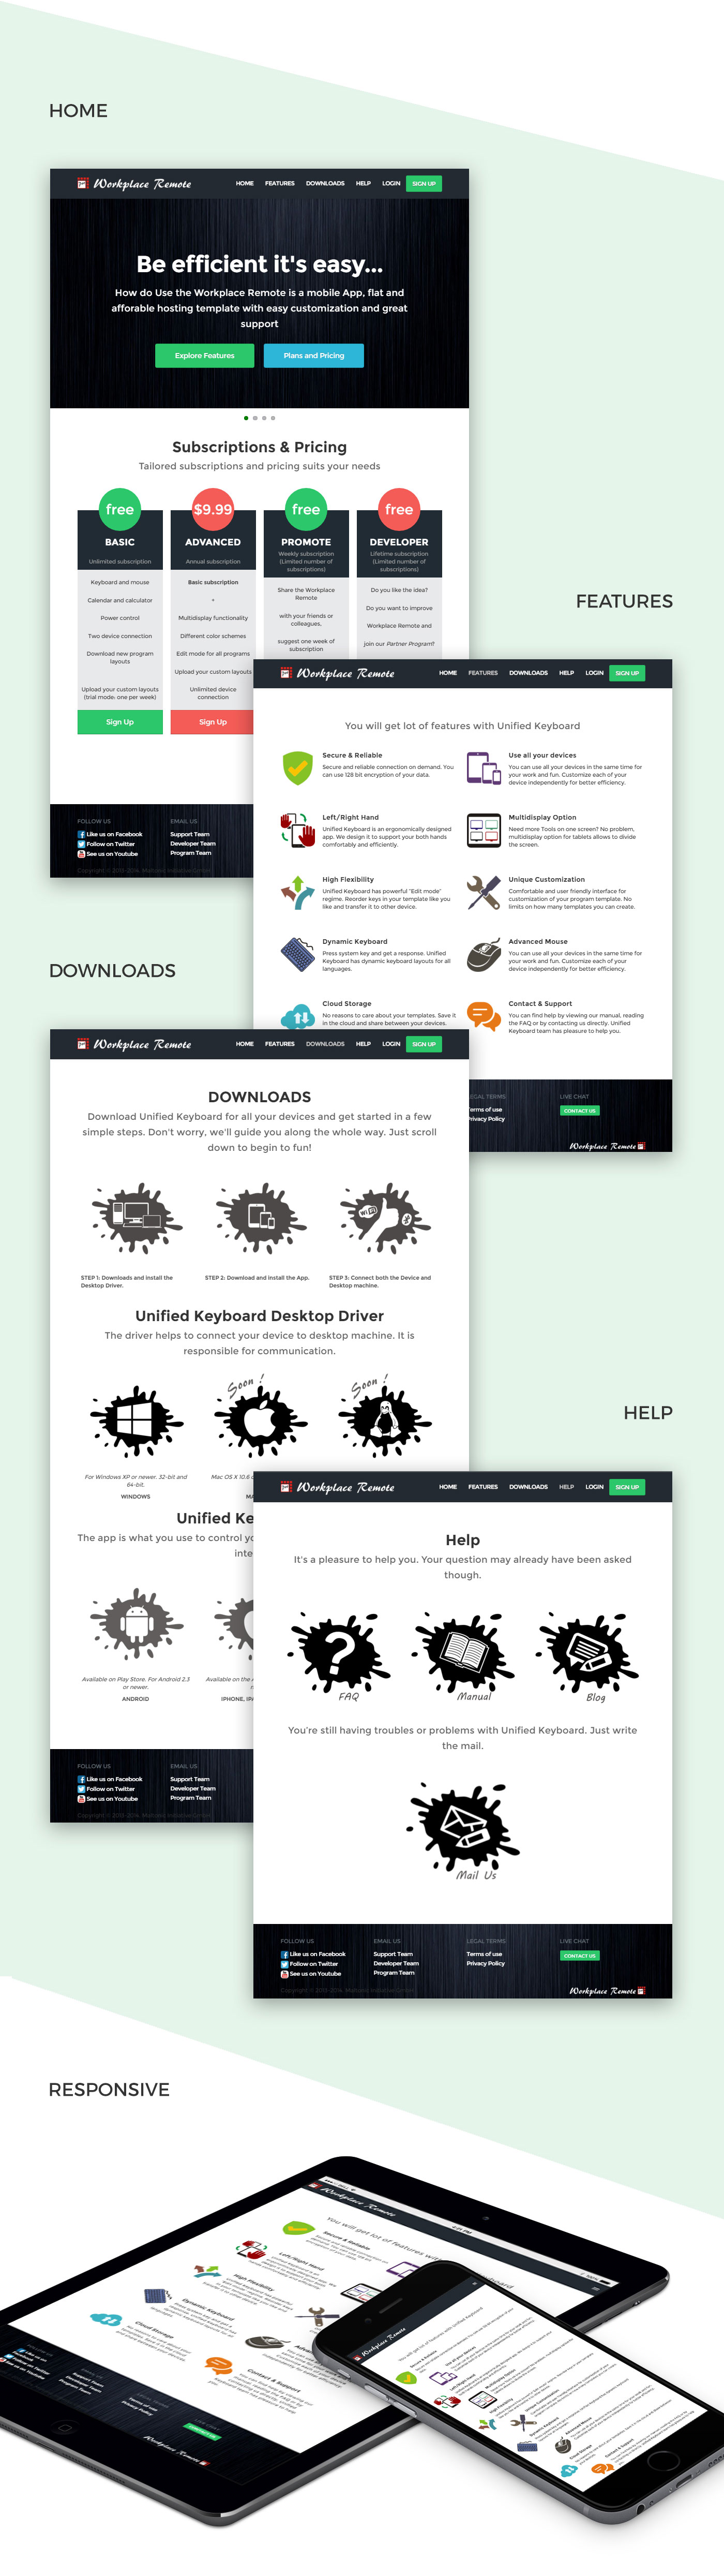 HOME
Workplace Remote
HOME FEATURES DOWNLOADS HELP LOGIN SIGN UP
Be efficient it's easy...
How do Use the Workplace Remote is a mobile App, flat and
afforable hosting template with easy customization and great
support
Explore Features
Plans and Pricing
Subscriptions & Pricing
Tailored subscriptions and pricing suits your needs
free
BASIC
Unlimited subscription
Keyboard and mouse
Calendar and calculator
Power control
Two device connection
Download new program
layouts
Upload your custom layouts
(trial mode: one per week)
Sign Up
$9.99
ADVANCED
Annual subscription
Basic subscription
+
Multidisplay functionality
Different color schemes
Edit mode for all programs
Upload your custom layouts
Unlimited device
connection
Sign Up
free
PROMOTE
Weekly subscription
(Limited number of
subscriptions)
Share the Workplace
Remote
with your friends or
colleagues,
suggest one week of
subscription
free
DEVELOPER
Lifetime subscription
(Limited number of
subscriptions)
Do you like the idea?
Do you want to improve
Workplace Remote and
join our Partner Program?
FOLLOW US
Like us on Facebook
Follow on Twitter
See us on Youtube
EMAIL US
Support Team
Developer Team
Program Team
FEATURES
Workplace Remote
HOME FEATURES DOWNLOADS HELP LOGIN SIGN UP
You will get lot of features with Unified Keyboard
Secure & Reliable
Secure and reliable connection on demand. You
can use 128 bit encryption of your data.
Use all your devices
You can use all your devices in the same time for
your work and fun. Customize each of your
device independently for better efficiency.
Left/Right Hand
Unified Keyboard is an ergonomically designed
app. We design it to support your both hands
comfortably and efficiently.
Multidisplay Option
Need more Tools on one screen? No problem,
multidisplay option for tablets allows to divide
the screen.
High Flexibility
Unified Keyboard has powerful "Edit mode"
regime. Reorder keys in your template like you
like and transfer it to other device.
Unique Customization
Comfortable and user friendly interface for
customization of your program template. No
limits on how many templates you can create.
Dynamic Keyboard
Press system key and get a response. Unified
Keyboard has dynamic keyboard layouts for all
languages.
Advanced Mouse
You can use all your devices in the same time for
your work and fun. Customize each of your
device independently for better efficiency.
Cloud Storage
No reasons to care about your templates. Save it
in the cloud and share between your devices.
Contact & Support
You can find help by viewing our manual, reading
the FAQ or by contacting us directly. Unified
Keyboard team has pleasure to help you.
LEGAL TERMS
Terms of use
Privacy Policy
LIVE CHAT
CONTACT US
Workplace Remote
DOWNLOADS
Workplace Remote
HOME FEATURES DOWNLOADS HELP LOGIN SIGN UP
DOWNLOADS
Download Unified Keyboard for all your devices and get started in a few
simple steps. Don't worry, we'll guide you along the whole way. Just scroll
down to begin to fun!
WiFi
STEP 1: Downloads and install the
Desktop Driver.
STEP 2: Download and install the App.
STEP 3: Connect both the Device and
Desktop machine.
Unified Keyboard Desktop Driver
The driver helps to connect your device to desktop machine. It is
responsible for communication.
Soon!
Soon!
For Windows XP or newer. 32-bit and
64-bit.
WINDOWS
Mac OS X 10.6
Unified Ke
The app is what you use to control yo
inte
Available on Play Store. For Android 2.3
or newer.
ANDROID
Available on the
IPHONE, IPA
FOLLOW US
Like us on Facebook
Follow on Twitter
See us on Youtube
EMAIL US
Support Team
Developer Team
Program Team
HELP
Workplace Remote
HOME FEATURES DOWNLOADS HELP LOGIN SIGN UP
Help
It's a pleasure to help you. Your question may already have been asked
though.
FAQ
Manual
Blog
You're still having troubles or problems with Unified Keyboard. Just write
the mail.
Mail Us
FOLLOW US
Like us on Facebook
Follow on Twitter
See us on Youtube
EMAIL US
Support Team
Developer Team
Program Team
LEGAL TERMS
Terms of use
Privacy Policy
LIVE CHAT
CONTACT US
Workplace Remote
RESPONSIVE
Workplace Remote
You will get lot of features with
Secure & Reliable
Left/Right Hand
High Flexibility
Dynamic Keyboard
Cloud Storage
Contact & Support
Workplace Remote